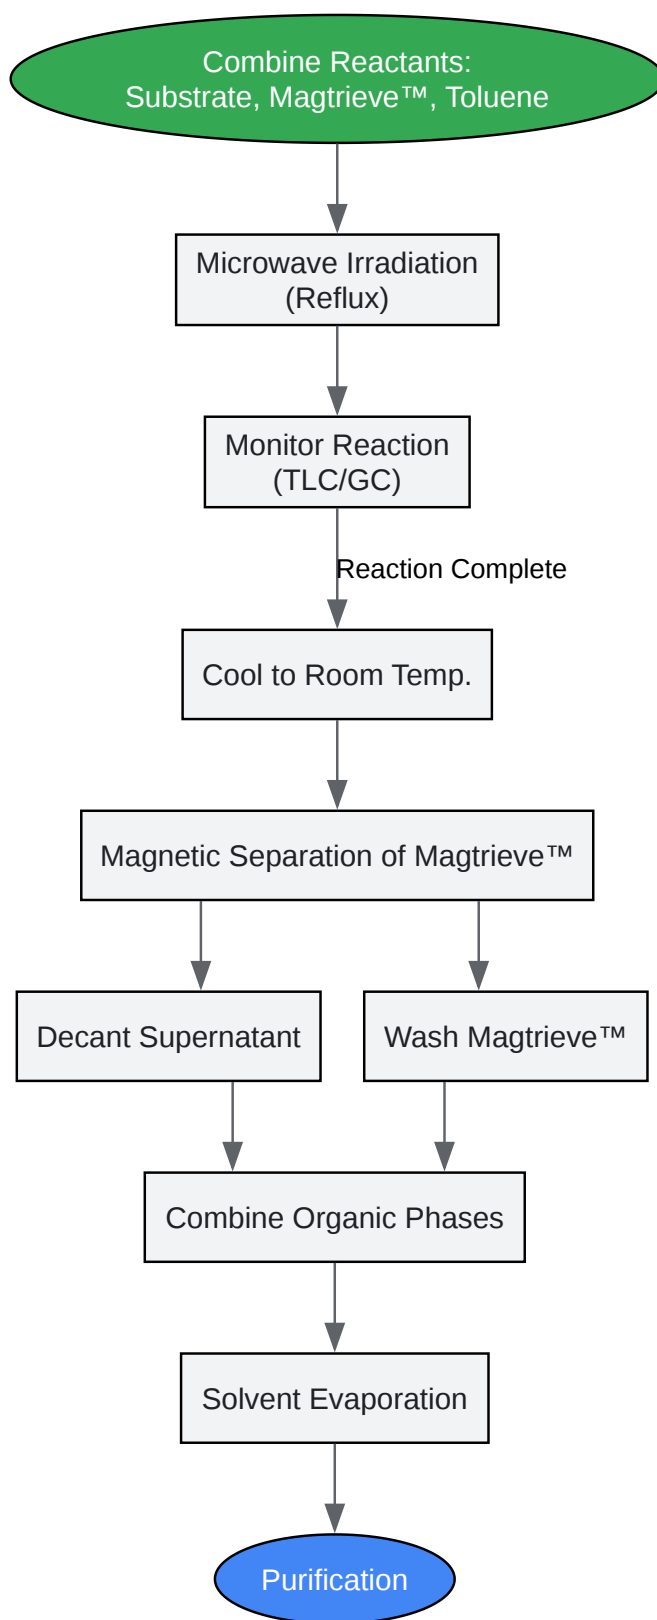 Combine Reactants:
Substrate, Magtrieve™, Toluene
Microwave Irradiation
(Reflux)
Monitor Reaction
(TLC/GC)
Reaction Complete
Cool to Room Temp.
Magnetic Separation of Magtrieve™
Decant Supernatant
Wash Magtrieve™
Combine Organic Phases
Solvent Evaporation
Purification